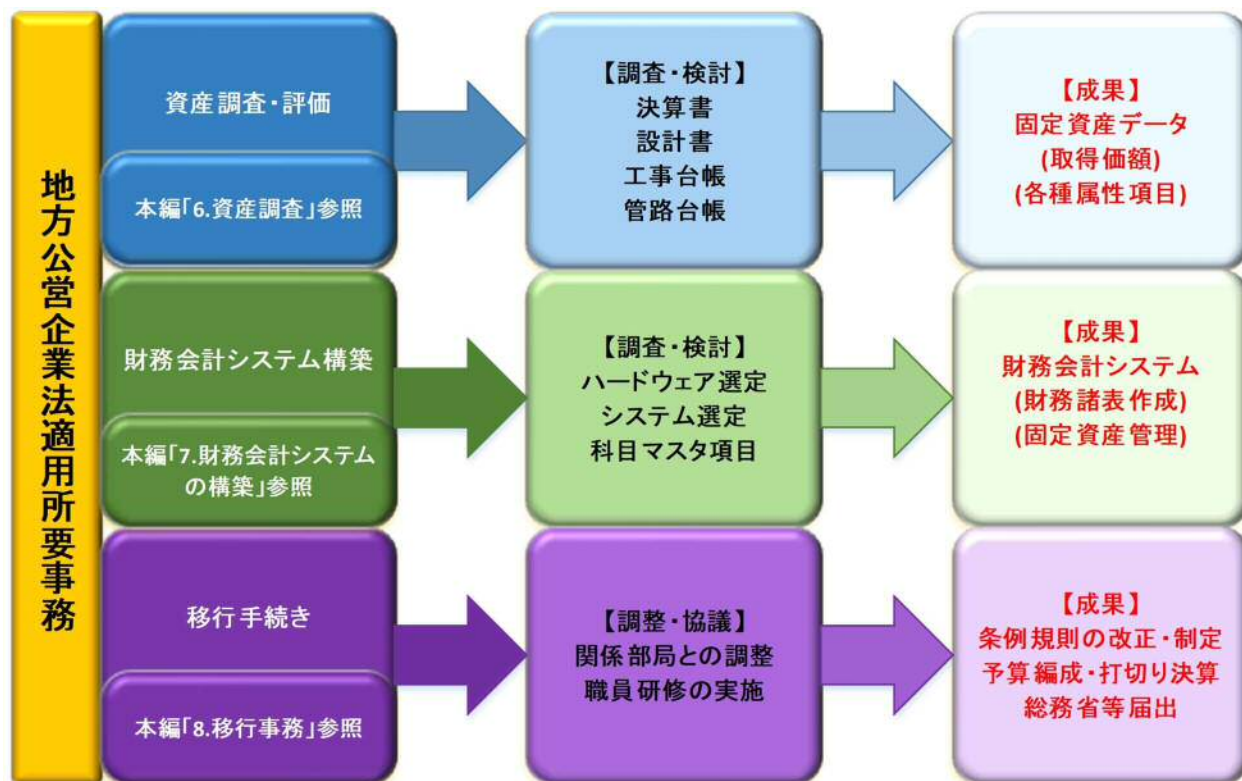 地方公営企業法適用所要事務
資産調査・評価
本編「6.資産調査」参照
【調査・検討】
決算書
設計書
工事台帳
管路台帳
【成果】
固定資産データ
(取得価額)
(各種属性項目)
財務会計システム構築
本編「7.財務会計システム
の構築」参照
【調査・検討】
ハードウェア選定
システム選定
科目マスタ項目
【成果】
財務会計システム
(財務諸表作成)
(固定資産管理)
移行手続き
本編「8.移行事務」参照
【調整・協議】
関係部局との調整
職員研修の実施
【成果】
条例規則の改正・制定
予算編成・打切り決算
総務省等届出